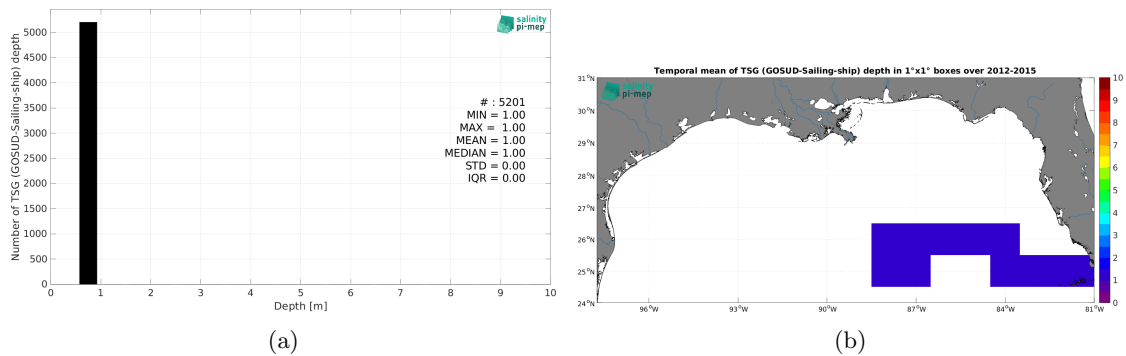 salinity
pi-mep
Number of TSG (GOSUD-Sailing-ship) depth
5000
4500
4000
3500
3000
2500
2000
1500
1000
500
0
# : 5201
MIN = 1.00
MAX = 1.00
MEAN = 1.00
MEDIAN = 1.00
STD = 0.00
IQR = 0.00
0 1 2 3 4 5 6 7 8 9 10
Depth [m]
(a)
Temporal mean of TSG (GOSUD-Sailing-ship) depth in 1°x1° boxes over 2012-2015
salinity
pi-mep
31°N
30°N
29°N
28°N
27°N
26°N
25°N
24°N
96°W 93°W 90°W 87°W 84°W 81°W
10
9
8
7
6
5
4
3
2
1
0
(b)